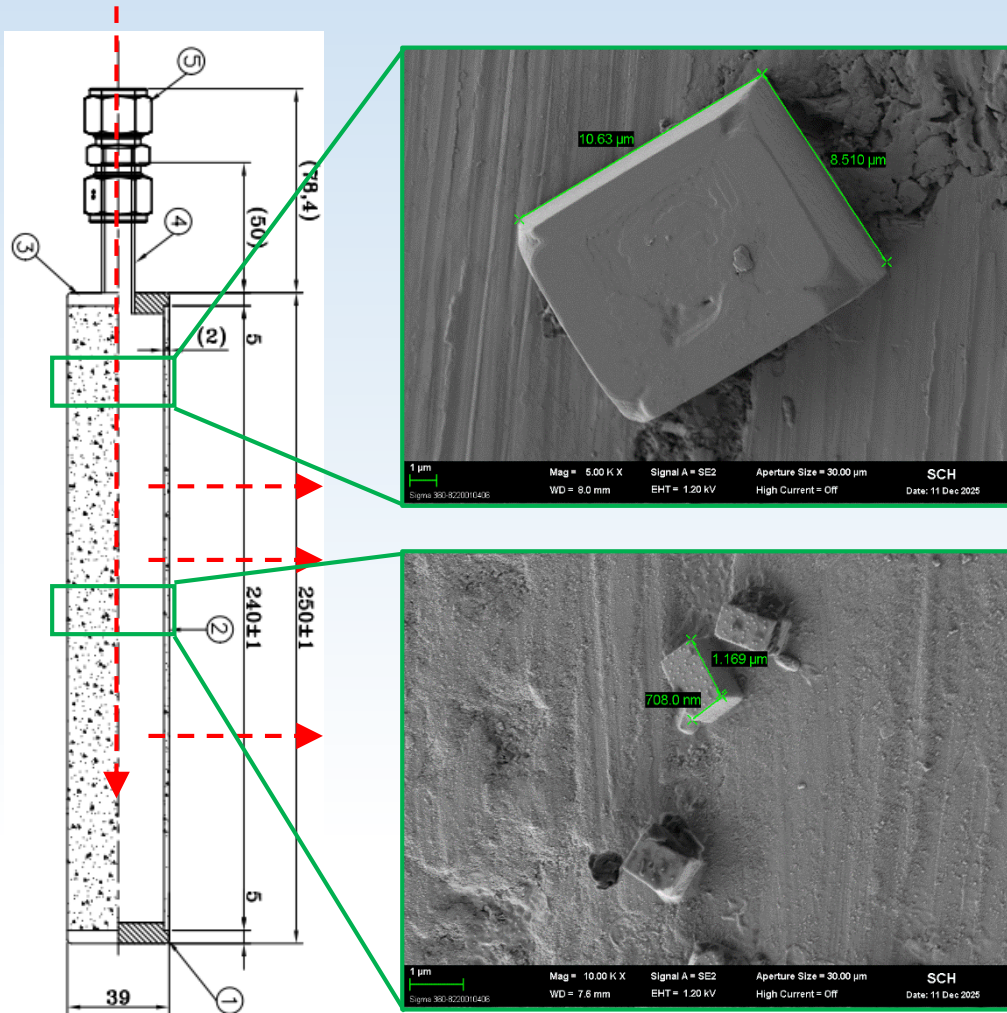 ⑤
(78,4)
(50)
④
③
5
(2)
240±1
250±1
②
5
39
①
10.63 µm
8.510 µm
1 µm
Mag = 5.00 K X
Signal A = SE2
Aperture Size = 30.00 µm
SCH
Sigma 360-8220010406
WD = 8.0 mm
EHT = 1.20 kV
High Current = Off
Date: 11 Dec 2025
1.169 µm
708.0 nm
1 µm
Mag = 10.00 K X
Signal A = SE2
Aperture Size = 30.00 µm
SCH
Sigma 360-8220010406
WD = 7.6 mm
EHT = 1.20 kV
High Current = Off
Date: 11 Dec 2025